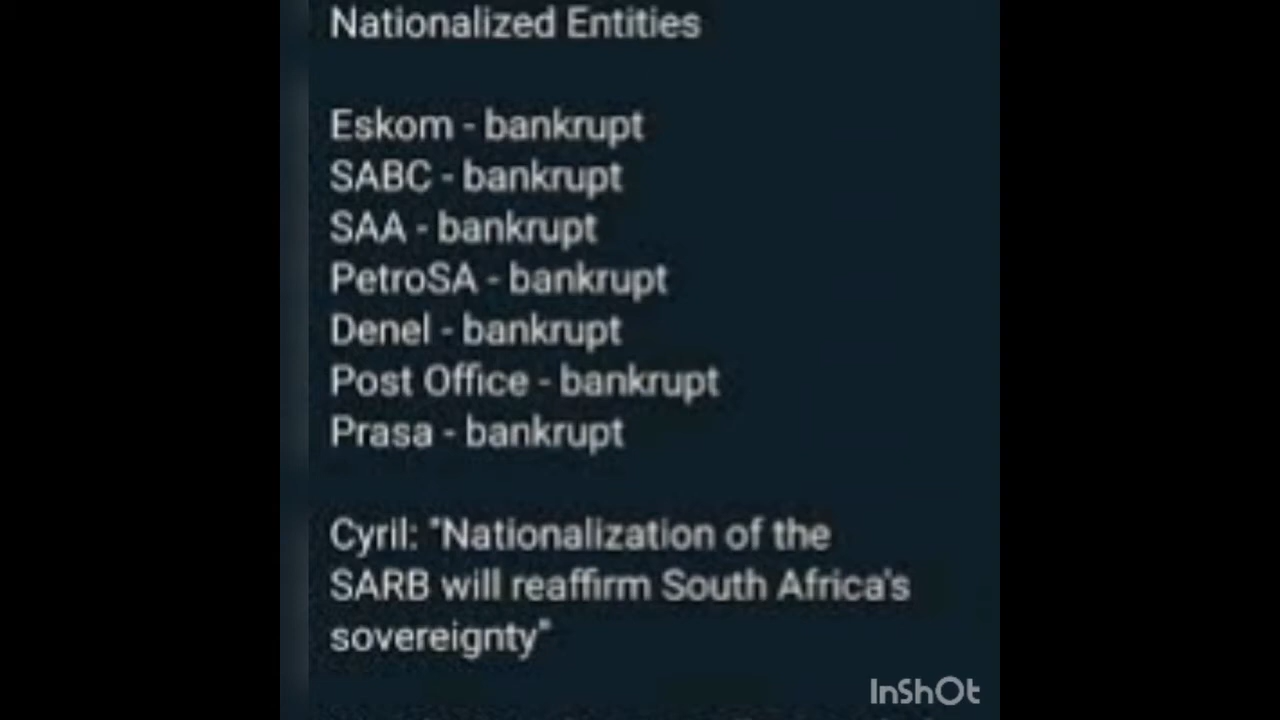 Nationalized Entities
Eskom - bankrupt
SABC - bankrupt
SAA - bankrupt
PetroSA - bankrupt
Denel - bankrupt
Post Office - bankrupt
Prasa - bankrupt
Cyril: "Nationalization of the
SARB will reaffirm South Africa's
sovereignty"
InShOt